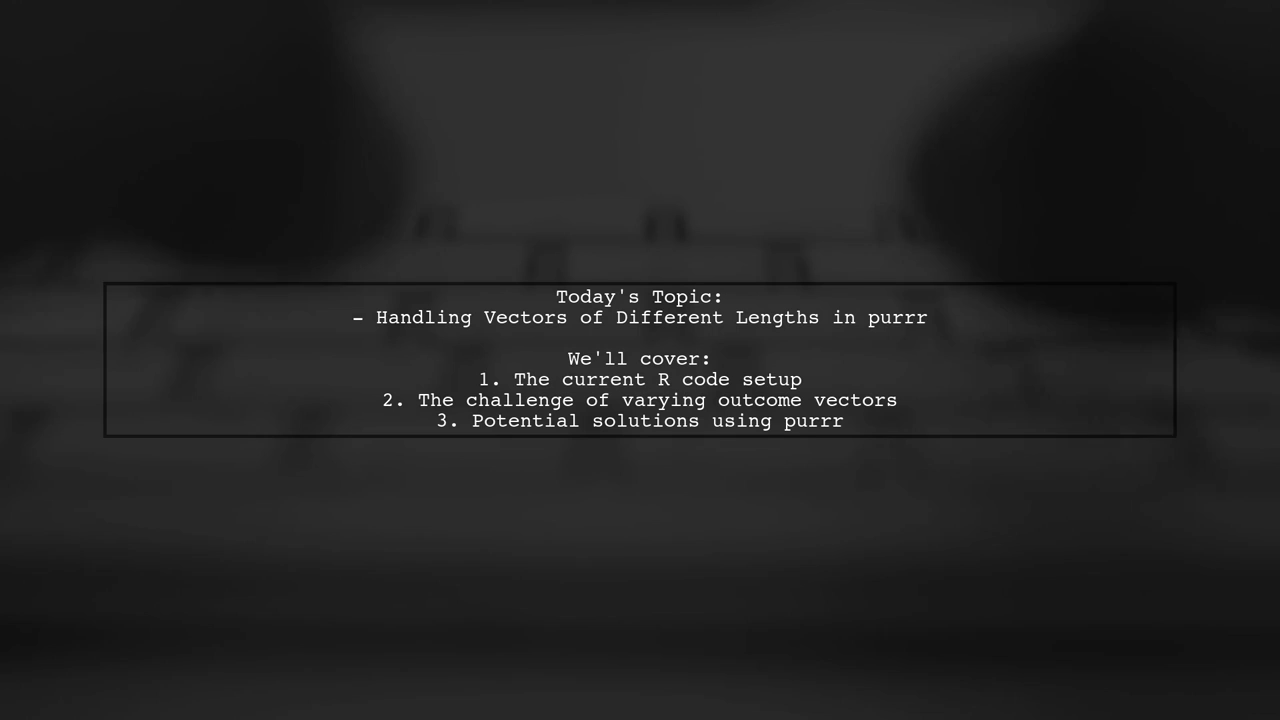 Today's Topic:
- Handling Vectors of Different Lengths in purrr
We'll cover:
1. The current R code setup
2. The challenge of varying outcome vectors
3. Potential solutions using purrr